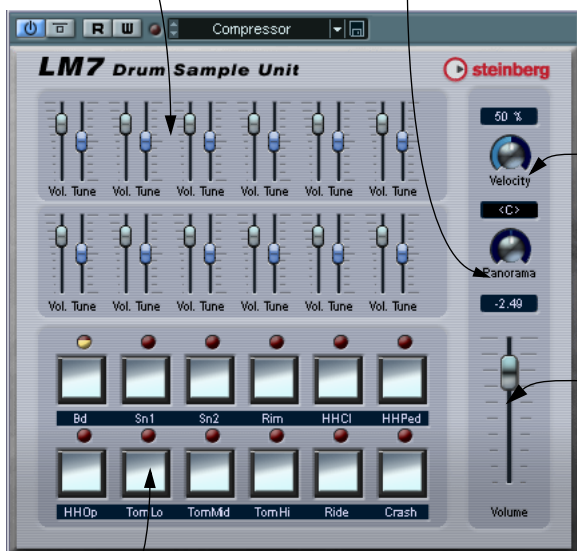 R W Compressor
LM7 Drum Sample Unit
steinberg
Vol. Tune Vol. Tune Vol. Tune Vol. Tune Vol. Tune Vol. Tune
Vol. Tune Vol. Tune Vol. Tune Vol. Tune Vol. Tune Vol. Tune
Bd Sn1 Sn2 Rim HHCl HHPed
HHOp TomLo TomMid TomHi Ride Crash
50 %
Velocity
<C>
Panorama
-2.49
Volume